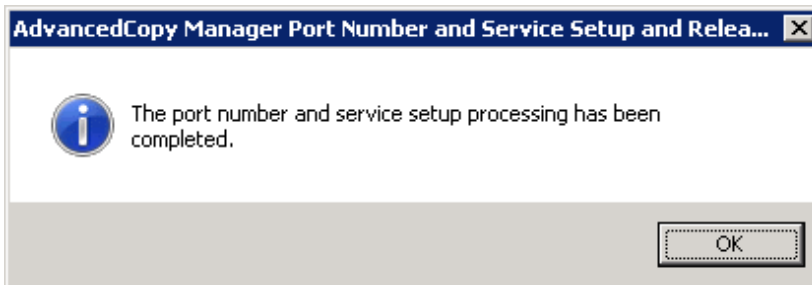 AdvancedCopy Manager Port Number and Service Setup and Relea...
The port number and service setup processing has been
completed.
OK